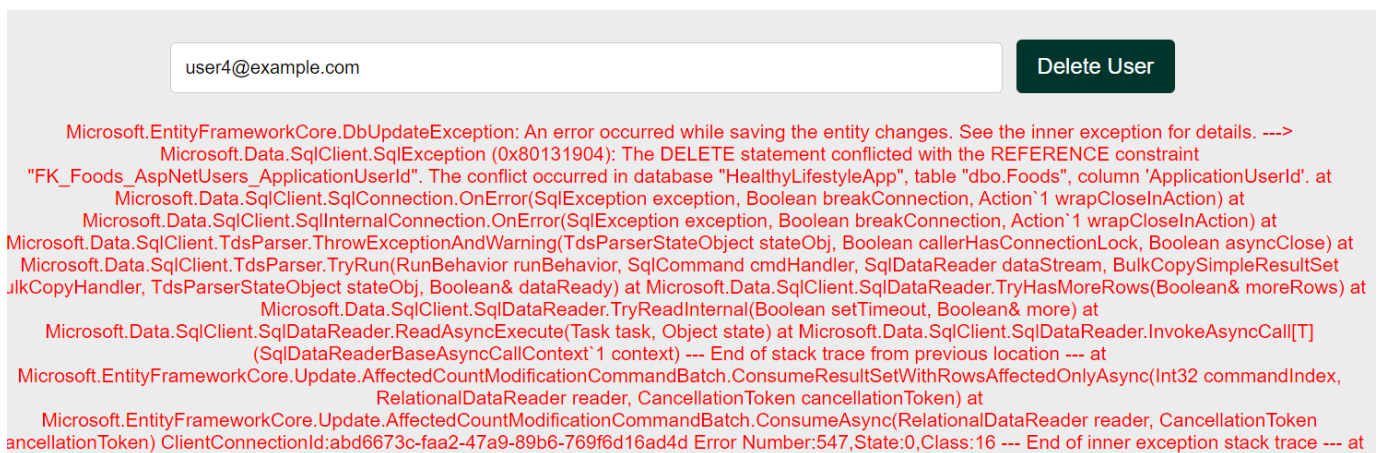 user4@example.com
Delete User
Microsoft.EntityFrameworkCore.DbUpdateException: An error occurred while saving the entity changes. See the inner exception for details. --->
Microsoft.Data.SqlClient.SqlException (0x80131904): The DELETE statement conflicted with the REFERENCE constraint
"FK_Foods_AspNetUsers_ApplicationUserId". The conflict occurred in database "HealthyLifestyleApp", table "dbo.Foods", column 'ApplicationUserId'. at
Microsoft.Data.SqlClient.SqlConnection.OnError(SqlException exception, Boolean breakConnection, Action`1 wrapCloseInAction) at
Microsoft.Data.SqlClient.SqlInternalConnection.OnError(SqlException exception, Boolean breakConnection, Action`1 wrapCloseInAction) at
Microsoft.Data.SqlClient.TdsParser.ThrowExceptionAndWarning(TdsParserStateObject stateObj, Boolean callerHasConnectionLock, Boolean asyncClose) at
Microsoft.Data.SqlClient.TdsParser.TryRun(RunBehavior runBehavior, SqlCommand cmdHandler, SqlDataReader dataStream, BulkCopySimpleResultSet
ulkCopyHandler, TdsParserStateObject stateObj, Boolean& dataReady) at Microsoft.Data.SqlClient.SqlDataReader.TryHasMoreRows(Boolean& moreRows) at
Microsoft.Data.SqlClient.SqlDataReader.TryReadInternal(Boolean setTimeout, Boolean& more) at
Microsoft.Data.SqlClient.SqlDataReader.ReadAsyncExecute(Task task, Object state) at Microsoft.Data.SqlClient.SqlDataReader.InvokeAsyncCall[T]
(SqlDataReaderBaseAsyncCallContext`1 context) --- End of stack trace from previous location --- at
Microsoft.EntityFrameworkCore.Update.AffectedCountModificationCommandBatch.ConsumeResultSetWithRowsAffectedOnlyAsync(Int32 commandIndex,
RelationalDataReader reader, CancellationToken cancellationToken) at
Microsoft.EntityFrameworkCore.Update.AffectedCountModificationCommandBatch.ConsumeAsync(RelationalDataReader reader, CancellationToken
ancellationToken) ClientConnectionId:abd6673c-faa2-47a9-89b6-769f6d16ad4d Error Number:547,State:0,Class:16 --- End of inner exception stack trace --- at